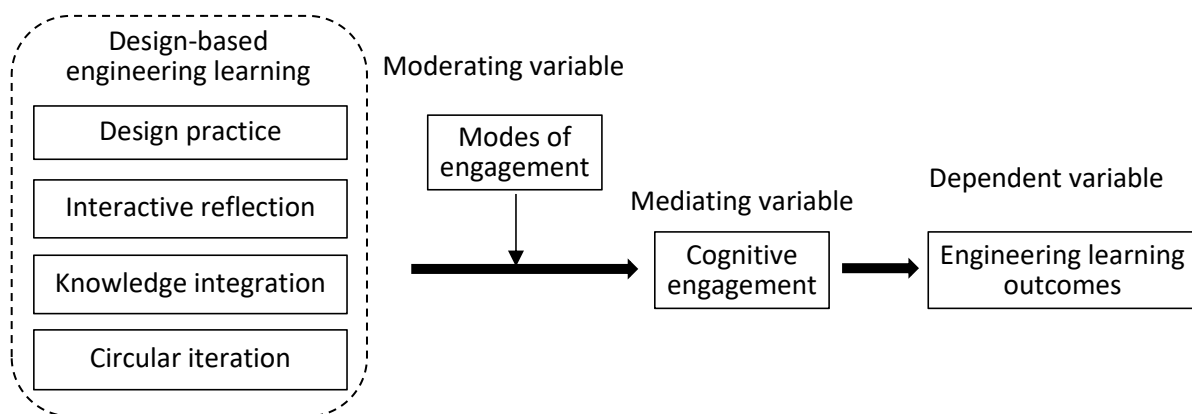 Design-based
engineering learning
Design practice
Interactive reflection
Knowledge integration
Circular iteration
Moderating variable
Modes of
engagement
Mediating variable
Cognitive
engagement
Dependent variable
Engineering learning
outcomes